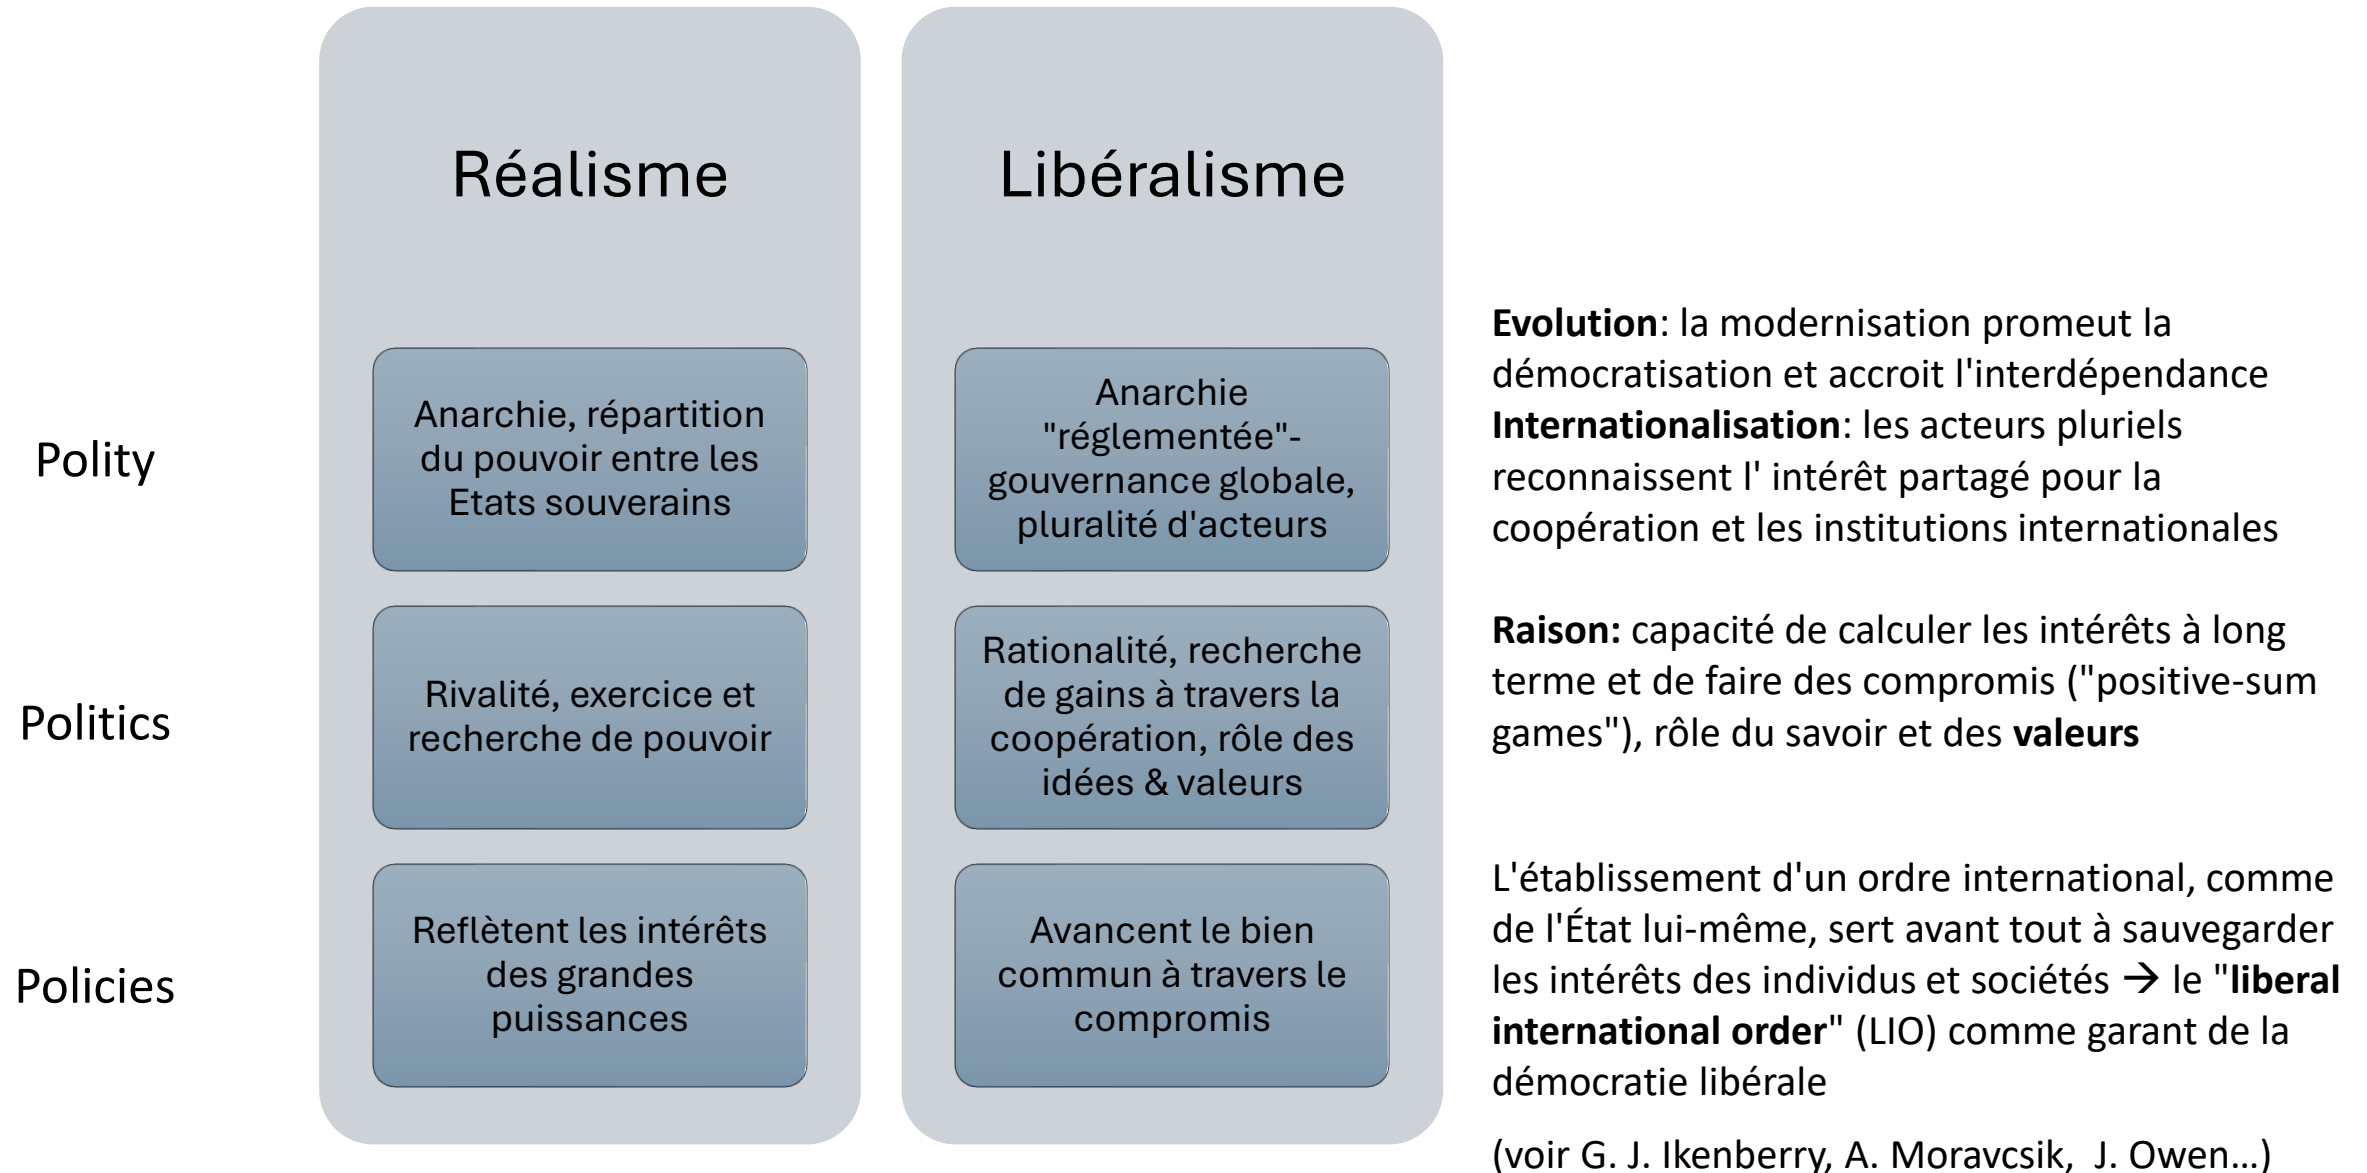 Réalisme
Libéralisme
Polity
Anarchie, répartition
du pouvoir entre les
Etats souverains
Anarchie
"réglementée"-
gouvernance globale,
pluralité d'acteurs
Evolution: la modernisation promeut la
démocratisation et accroit l'interdépendance
Internationalisation: les acteurs pluriels
reconnaissent l' intérêt partagé pour la
coopération et les institutions internationales
Politics
Rivalité, exercice et
recherche de pouvoir
Rationalité, recherche
de gains à travers la
coopération, rôle des
idées & valeurs
Raison: capacité de calculer les intérêts à long
terme et de faire des compromis ("positive-sum
games"), rôle du savoir et des valeurs
Policies
Reflètent les intérêts
des grandes
puissances
Avancent le bien
commun à travers le
compromis
L'établissement d'un ordre international, comme
de l'État lui-même, sert avant tout à sauvegarder
les intérêts des individus et sociétés → le "liberal
international order" (LIO) comme garant de la
démocratie libérale
(voir G. J. Ikenberry, A. Moravcsik, J. Owen…)